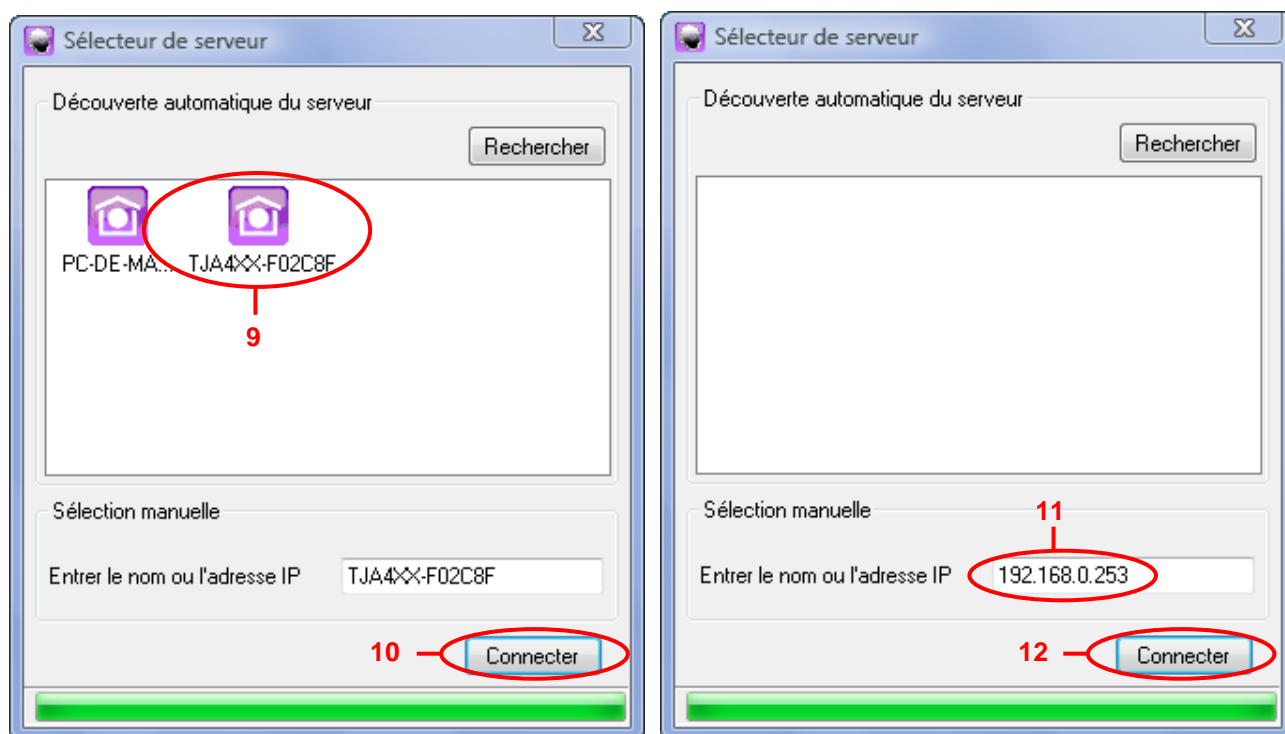 Sélecteur de serveur
Découverte automatique du serveur
Rechercher
PC-DE-MA...
TJA4XX-F02C8F
9
Sélection manuelle
Entrer le nom ou l'adresse IP
TJA4XX-F02C8F
10
Connecter
Sélecteur de serveur
Découverte automatique du serveur
Rechercher
Sélection manuelle
11
Entrer le nom ou l'adresse IP
192.168.0.253
12
Connecter